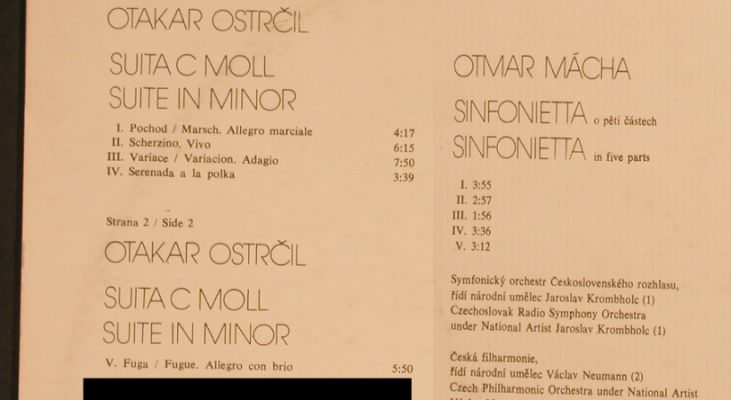 OTAKAR OSTRČIL
SUITA C MOLL
SUITE IN MINOR
I. Pochod / Marsch. Allegro marciale 4:17
II. Scherzino. Vivo 6:15
III. Variace / Variacion. Adagio 7:50
IV. Serenada a la polka 3:39
Strana 2 / Side 2
OTAKAR OSTRČIL
SUITA C MOLL
SUITE IN MINOR
V. Fuga / Fugue. Allegro con brio 5:50
OTMAR MÁCHA
SINFONIETTA o pěti částech
SINFONIETTA in five parts
I. 3:55
II. 2:57
III. 1:56
IV. 3:36
V. 3:12
Symfonický orchestr Československého rozhlasu,
řídí národní umělec Jaroslav Krombholc (1)
Czechoslovak Radio Symphony Orchestra
under National Artist Jaroslav Krombholc (1)
Česká filharmonie,
řídí národní umělec Václav Neumann (2)
Czech Philharmonic Orchestra under National Artist